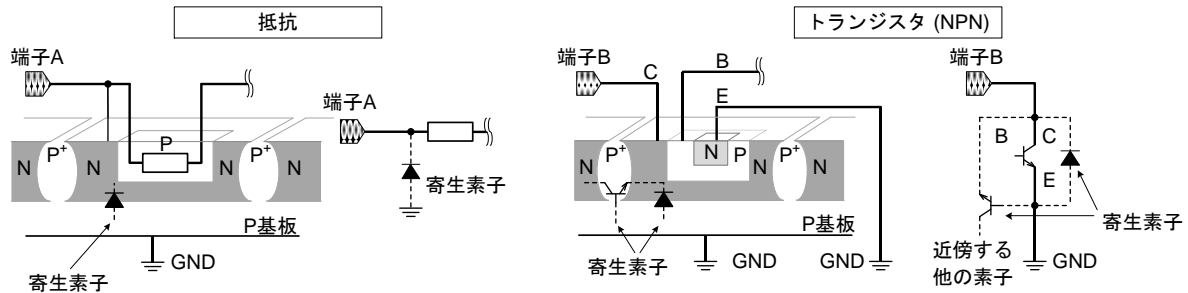 抵抗
トランジスタ (NPN)
端子A
端子A
P
N
P+
N
N
P+
N
寄生素子
P基板
寄生素子
GND
端子B
C
B
E
N
P+
N
N
P
P+
N
P基板
寄生素子
GND
GND
端子B
B
C
E
寄生素子
近傍する
他の素子
GND